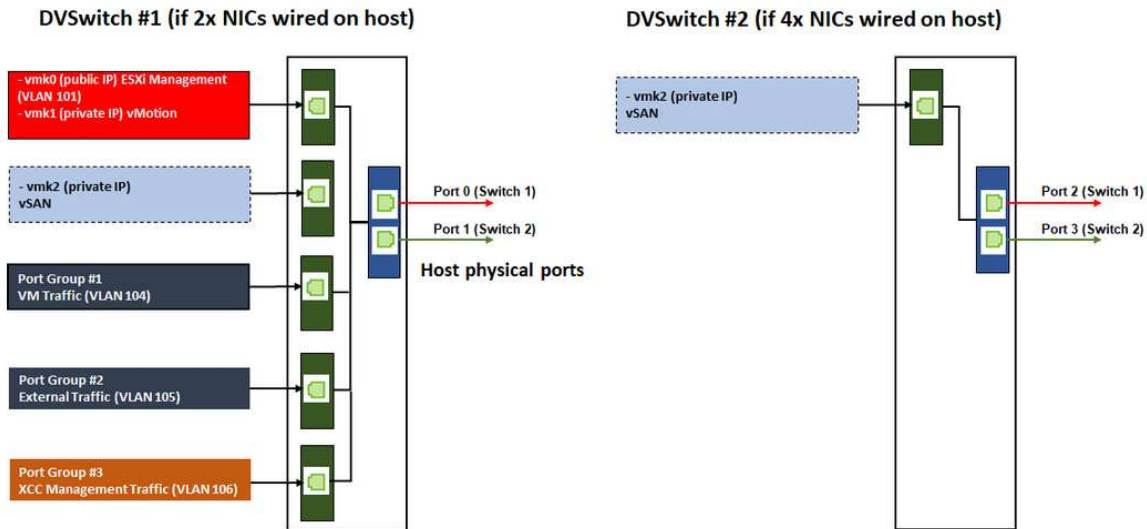 DVSwitch #1 (if 2x NICs wired on host)
- vmk0 (public IP) ESXi Management
(VLAN 101)
- vmk1 (private IP) vMotion
- vmk2 (private IP)
vSAN
Port Group #1
VM Traffic (VLAN 104)
Port Group #2
External Traffic (VLAN 105)
Port Group #3
XCC Management Traffic (VLAN 106)
Port 0 (Switch 1)
Port 1 (Switch 2)
Host physical ports
DVSwitch #2 (if 4x NICs wired on host)
- vmk2 (private IP)
vSAN
Port 2 (Switch 1)
Port 3 (Switch 2)